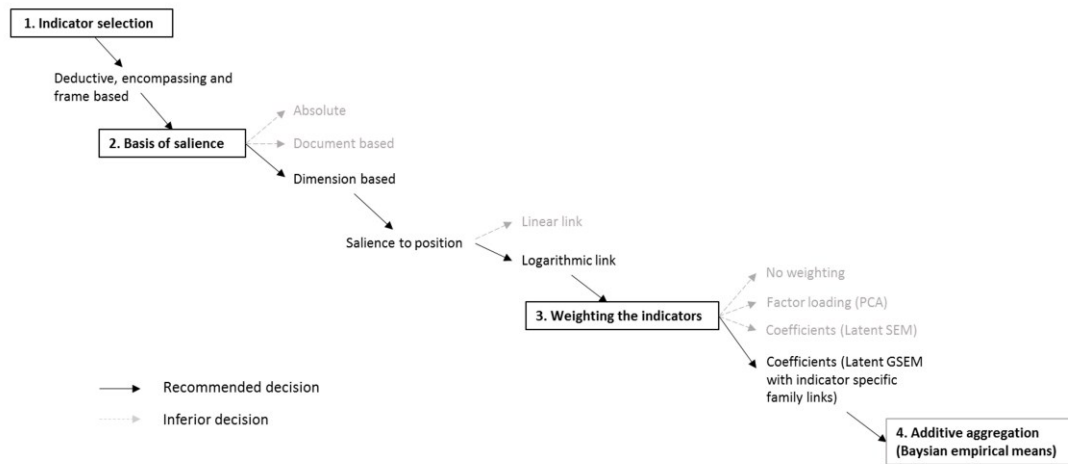 1. Indicator selection
Deductive, encompassing and
frame based
Absolute
2. Basis of salience
Document based
Dimension based
Linear link
Salience to position
Logarithmic link
No weighting
Factor loading (PCA)
3. Weighting the indicators
Coefficients (Latent SEM)
Coefficients (Latent GSEM
with indicator specific
family links)
Recommended decision
Inferior decision
4. Additive aggregation
(Baysian empirical means)